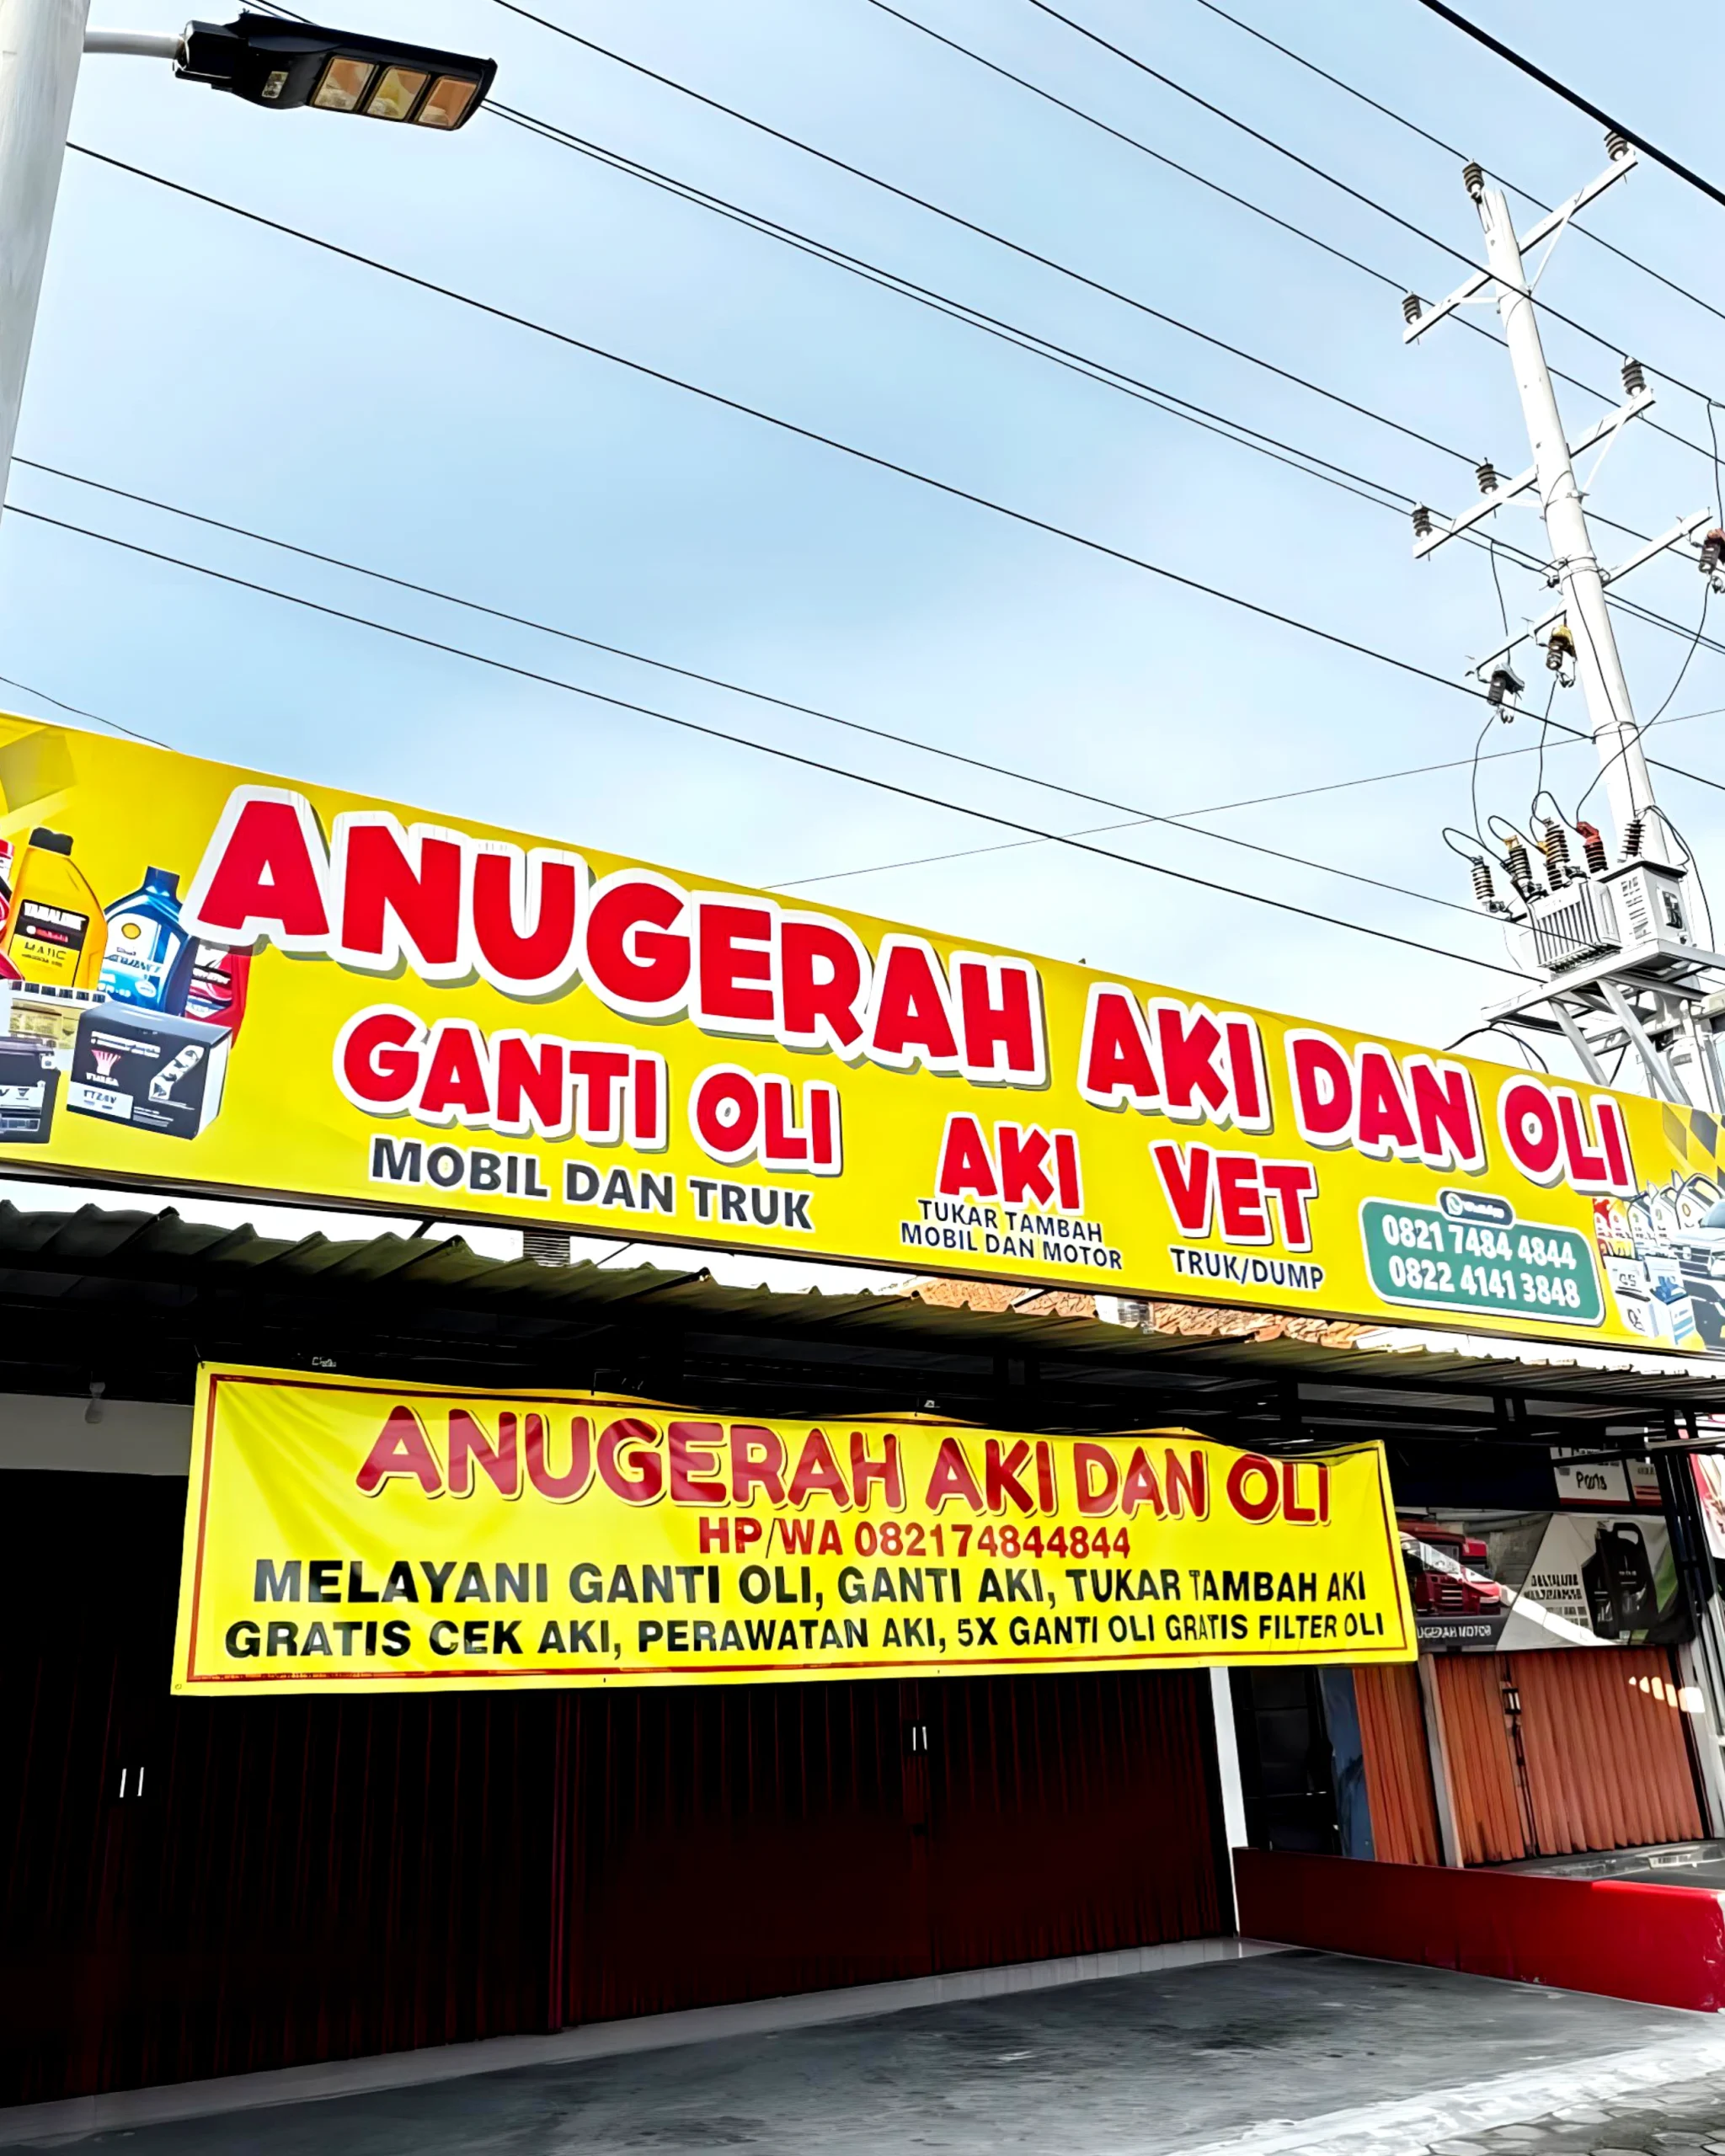 ANUGERAH AKI DAN OLI
GANTI OLI
MOBIL DAN TRUK
AKI
TUKAR TAMBAH
MOBIL DAN MOTOR
VET
TRUK/DUMP
0821 7484 4844
0822 4141 3848
ANUGERAH AKI DAN OLI
HP/WA 082174844844
MELAYANI GANTI OLI, GANTI AKI, TUKAR TAMBAH AKI
GRATIS CEK AKI, PERAWATAN AKI, 5X GANTI OLI GRATIS FILTER OLI
Parts
MOTOR